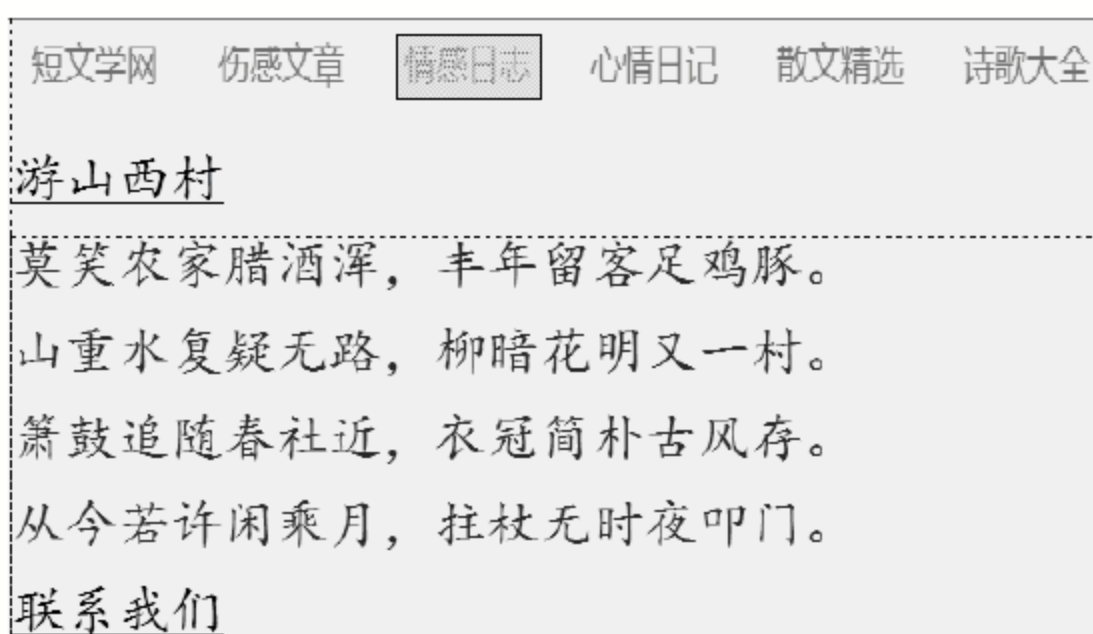 短文学网 伤感文章 情感日志 心情日记 散文精选 诗歌大全
游山西村
莫笑农家腊酒浑，丰年留客足鸡豚。
山重水复疑无路，柳暗花明又一村。
箫鼓追随春社近，衣冠简朴古风存。
从今若许闲乘月，拄杖无时夜叩门。
联系我们